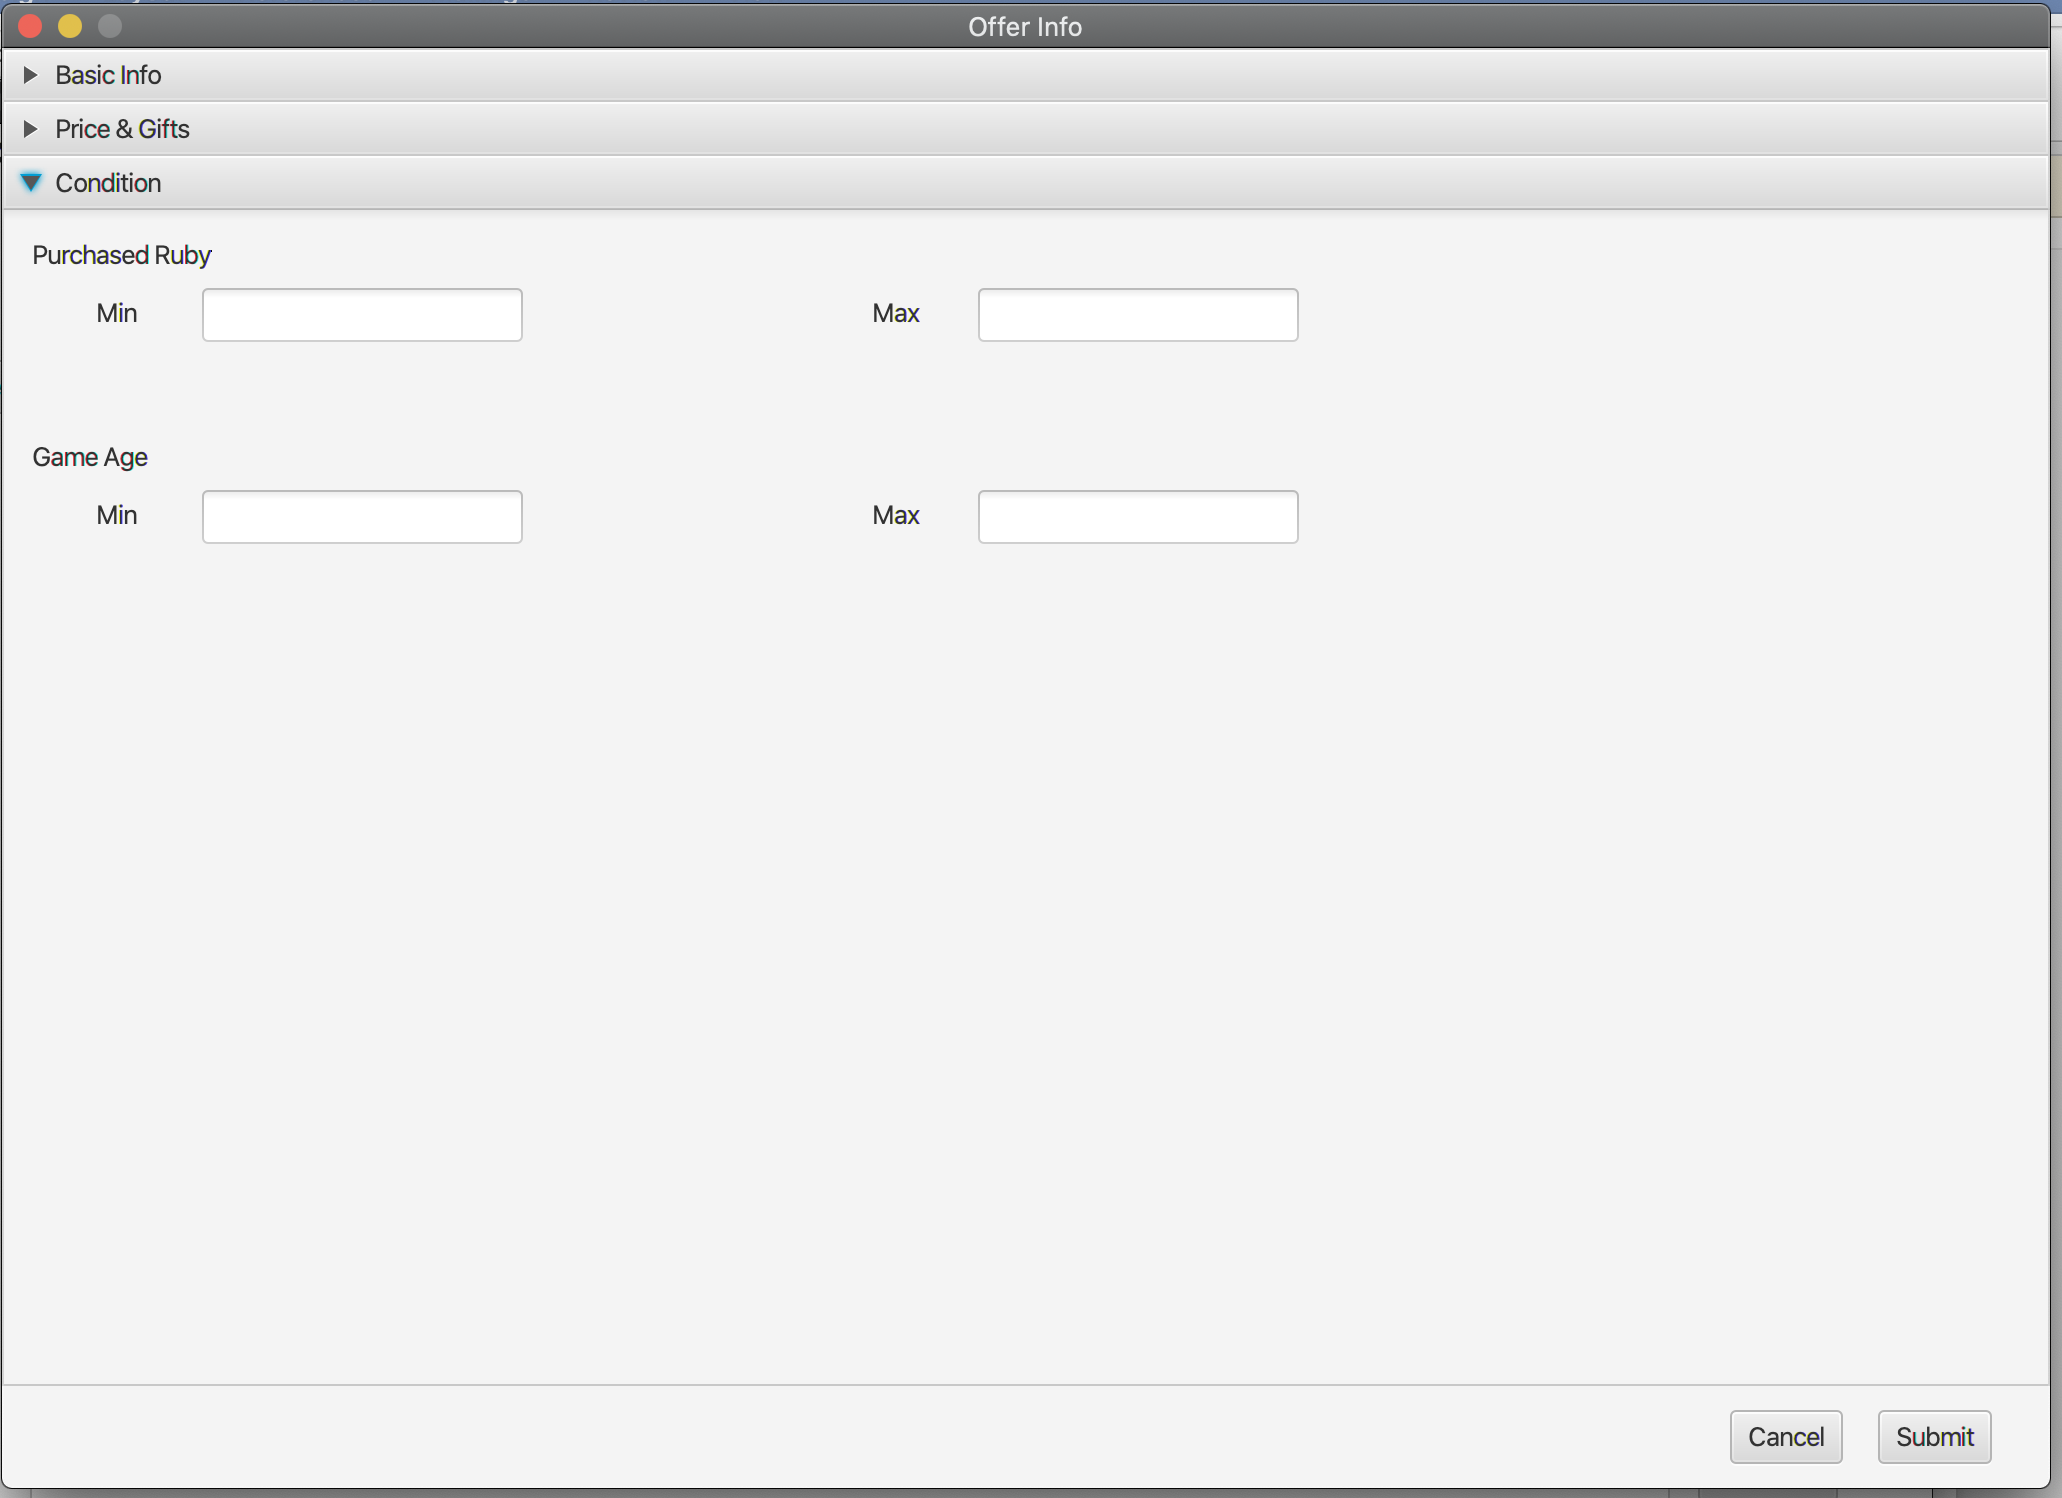 Offer Info
Basic Info
Price & Gifts
Condition
Purchased Ruby
Min Max
Game Age
Min Max
Cancel Submit